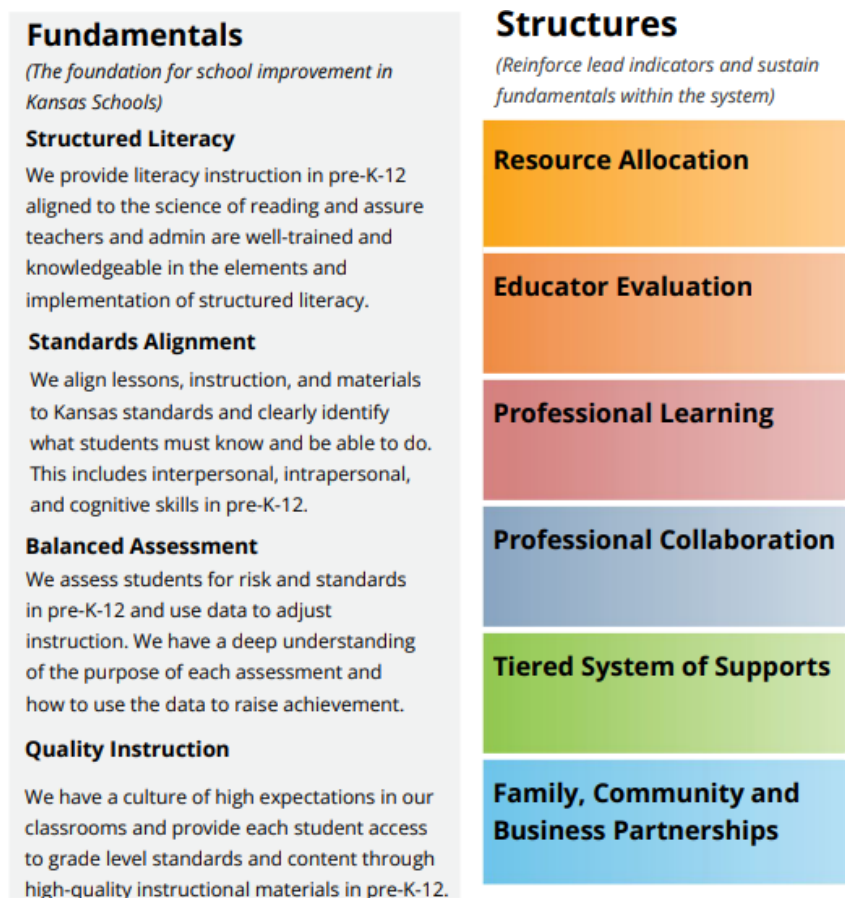 Fundamentals
(The foundation for school improvement in
Kansas Schools)
Structured Literacy
We provide literacy instruction in pre-K-12
aligned to the science of reading and assure
teachers and admin are well-trained and
knowledgeable in the elements and
implementation of structured literacy.
Standards Alignment
We align lessons, instruction, and materials
to Kansas standards and clearly identify
what students must know and be able to do.
This includes interpersonal, intrapersonal,
and cognitive skills in pre-K-12.
Balanced Assessment
We assess students for risk and standards
in pre-K-12 and use data to adjust
instruction. We have a deep understanding
of the purpose of each assessment and
how to use the data to raise achievement.
Quality Instruction
We have a culture of high expectations in our
classrooms and provide each student access
to grade level standards and content through
high-quality instructional materials in pre-K-12.
Structures
(Reinforce lead indicators and sustain
fundamentals within the system)
Resource Allocation
Educator Evaluation
Professional Learning
Professional Collaboration
Tiered System of Supports
Family, Community and
Business Partnerships